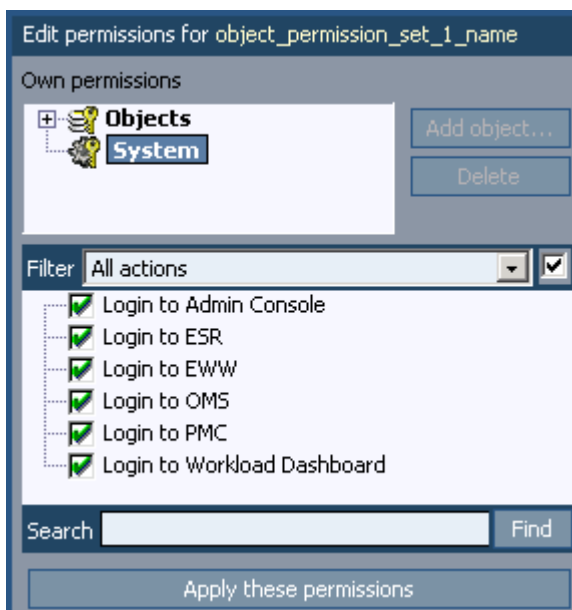 Edit permissions for object_permission_set_1_name
Own permissions
Objects
System
Add object...
Delete
Filter All actions
Login to Admin Console
Login to ESR
Login to EWW
Login to OMS
Login to PMC
Login to Workload Dashboard
Search Find
Apply these permissions